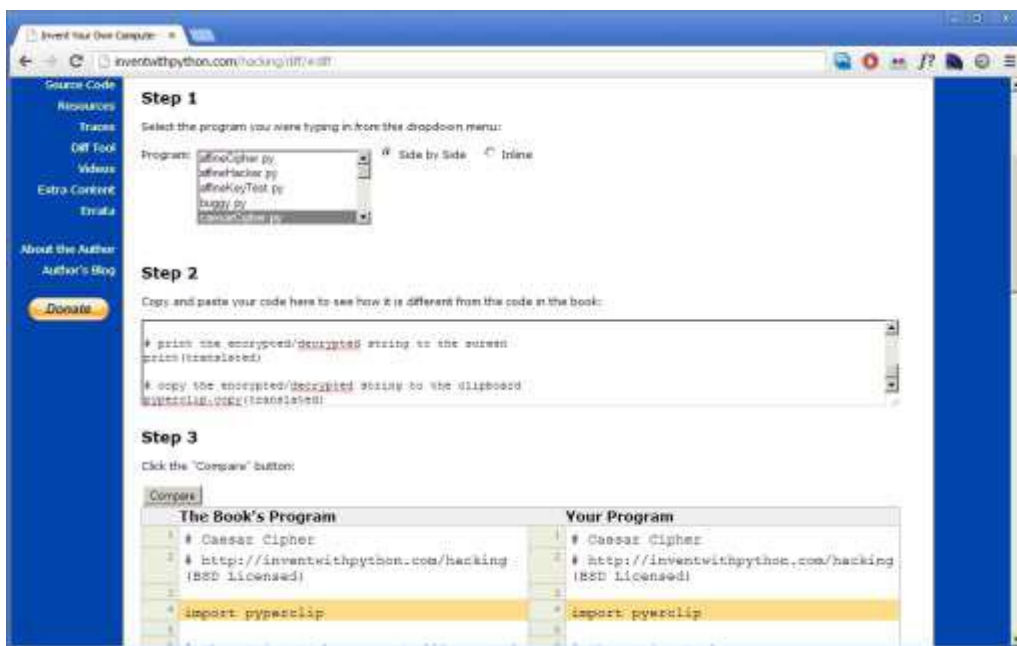 Invent Your Own Compute
inventwithpython.com/hacking/diff/#diff
Source Code
Resources
Traces
Diff Tool
Videos
Extra Content
Errata
About the Author
Author's Blog
Donate
Step 1
Select the program you were typing in from this dropdown menu:
Program:
affineCipher.py
affineHacker.py
affineKeyTest.py
buggy.py
caesarCipher.py
Side by Side
Inline
Step 2
Copy and paste your code here to see how it is different from the code in the book:
# print the encrypted/decrypted string to the screen
print(translated)
# copy the encrypted/decrypted string to the clipboard
pyperclip.copy(translated)
Step 3
Click the "Compare" button:
Compare
The Book's Program Your Program
1 # Caesar Cipher 1 # Caesar Cipher
2 # http://inventwithpython.com/hacking 2 # http://inventwithpython.com/hacking
(BSD Licensed) (BSD Licensed)
3 3
4 import pyperclip 4 import pyerclip
5 5